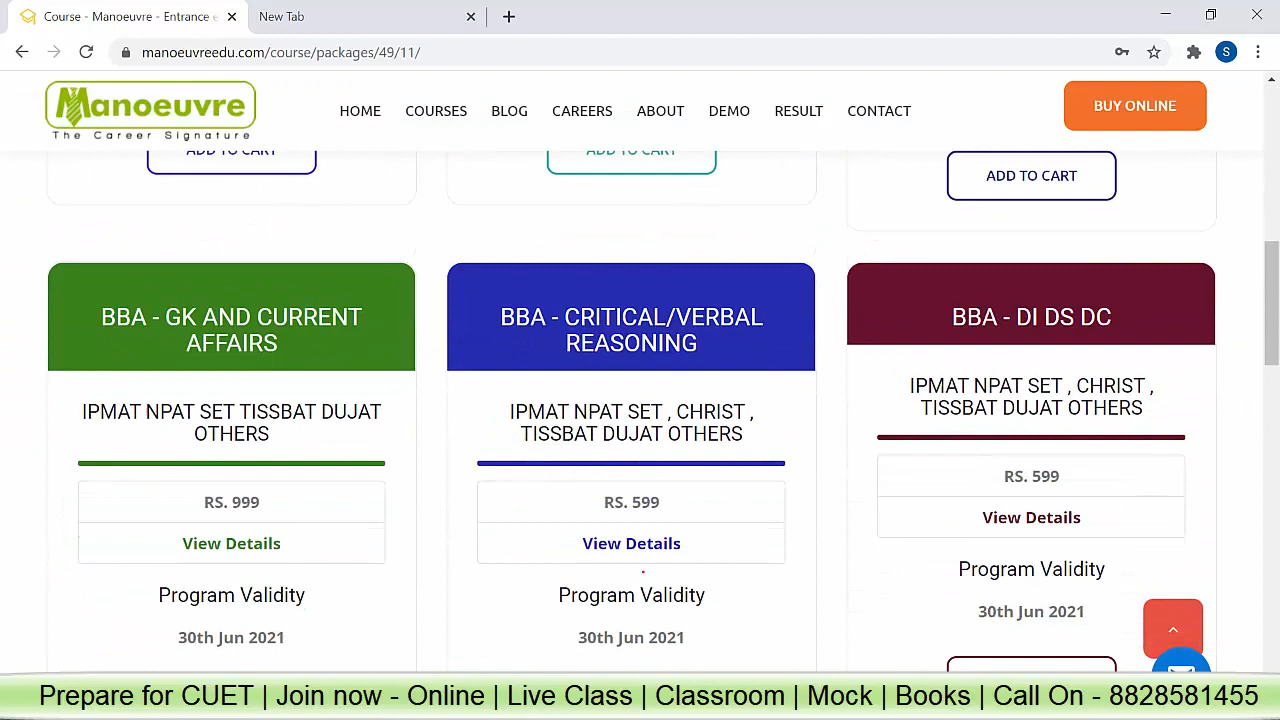 Course - Manoeuvre - Entrance e
New Tab
manoeuvreedu.com/course/packages/49/11/
S
Manoeuvre
The Career Signature
HOME COURSES BLOG CAREERS ABOUT DEMO RESULT CONTACT
BUY ONLINE
ADD TO CART
ADD TO CART
ADD TO CART
BBA - GK AND CURRENT
AFFAIRS
IPMAT NPAT SET TISSBAT DUJAT
OTHERS
RS. 999
View Details
Program Validity
30th Jun 2021
BBA - CRITICAL/VERBAL
REASONING
IPMAT NPAT SET , CHRIST ,
TISSBAT DUJAT OTHERS
RS. 599
View Details
Program Validity
30th Jun 2021
BBA - DI DS DC
IPMAT NPAT SET , CHRIST ,
TISSBAT DUJAT OTHERS
RS. 599
View Details
Program Validity
30th Jun 2021
Prepare for CUET | Join now - Online | Live Class | Classroom | Mock | Books | Call On - 8828581455